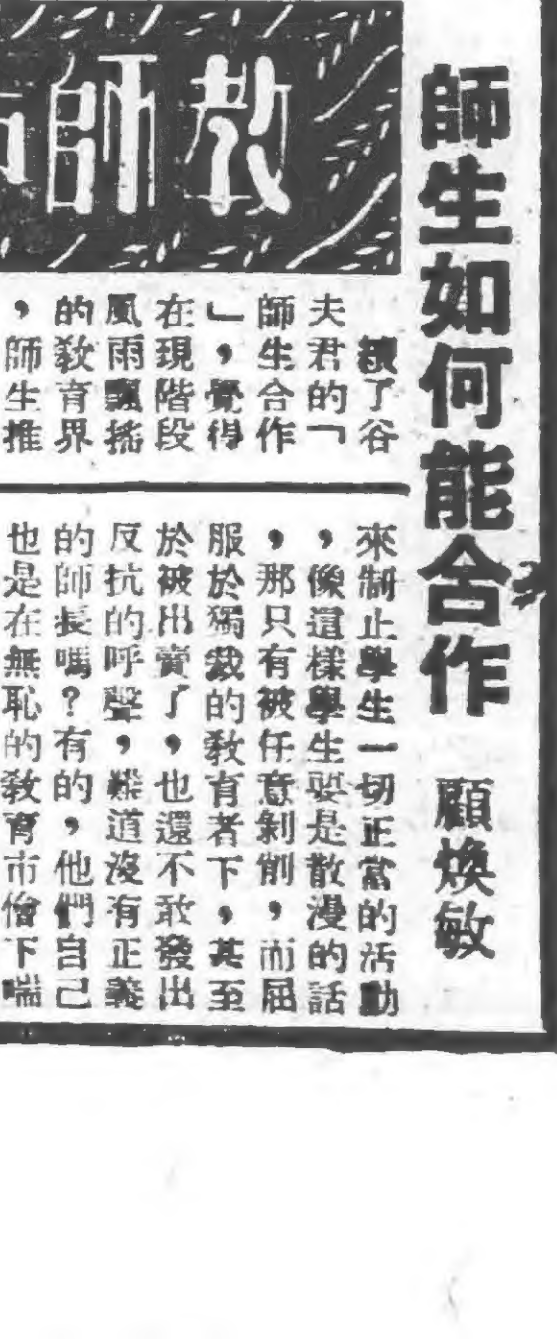 師生如何能合作
顧煥敏
教師
讀了谷
夫君的「
師生合作
」，覺得
在現階段
風雨飄搖
的教育界
，師生推
來制止學生一切正當的活動
，像這樣學生要是散漫的話
，那只有被任意剝削，而屈
服於獨裁的教育者下，甚至
於被出賣了，也還不敢發出
反抗的呼聲，難道沒有正義
的師長嗎？有的，他們自己
也是在無恥的教育市儈下喘